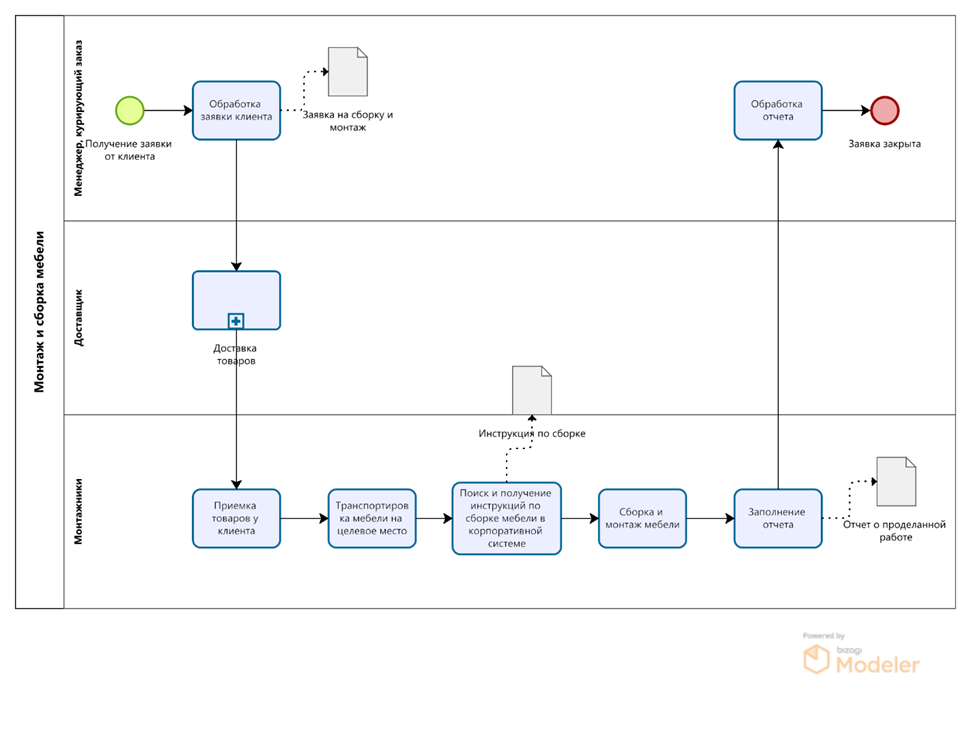 Монтаж и сборка мебели
Менеджер, курирующий заказ
Получение заявки
от клиента
Обработка
заявки клиента
Заявка на сборку и
монтаж
Обработка
отчета
Заявка закрыта
Доставщик
Доставка
товаров
Монтажники
Приемка
товаров у
клиента
Транспортиров
ка мебели на
целевое место
Поиск и получение
инструкций по
сборке мебели в
корпоративной
системе
Инструкция по сборке
Сборка и
монтаж мебели
Заполнение
отчета
Отчет о проделанной
работе
Powered by
bizagi
Modeler